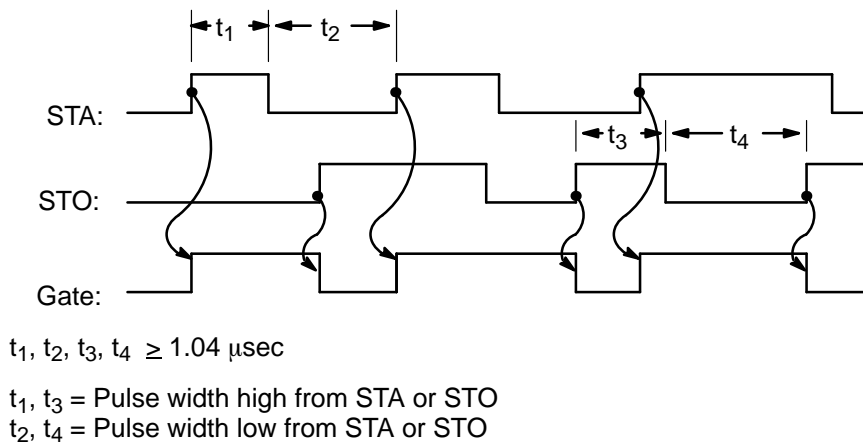 t₁ t₂
STA:
t₃ t₄
STO:
Gate:
t₁, t₂, t₃, t₄ ≥ 1.04 μsec
t₁, t₃ = Pulse width high from STA or STO
t₂, t₄ = Pulse width low from STA or STO